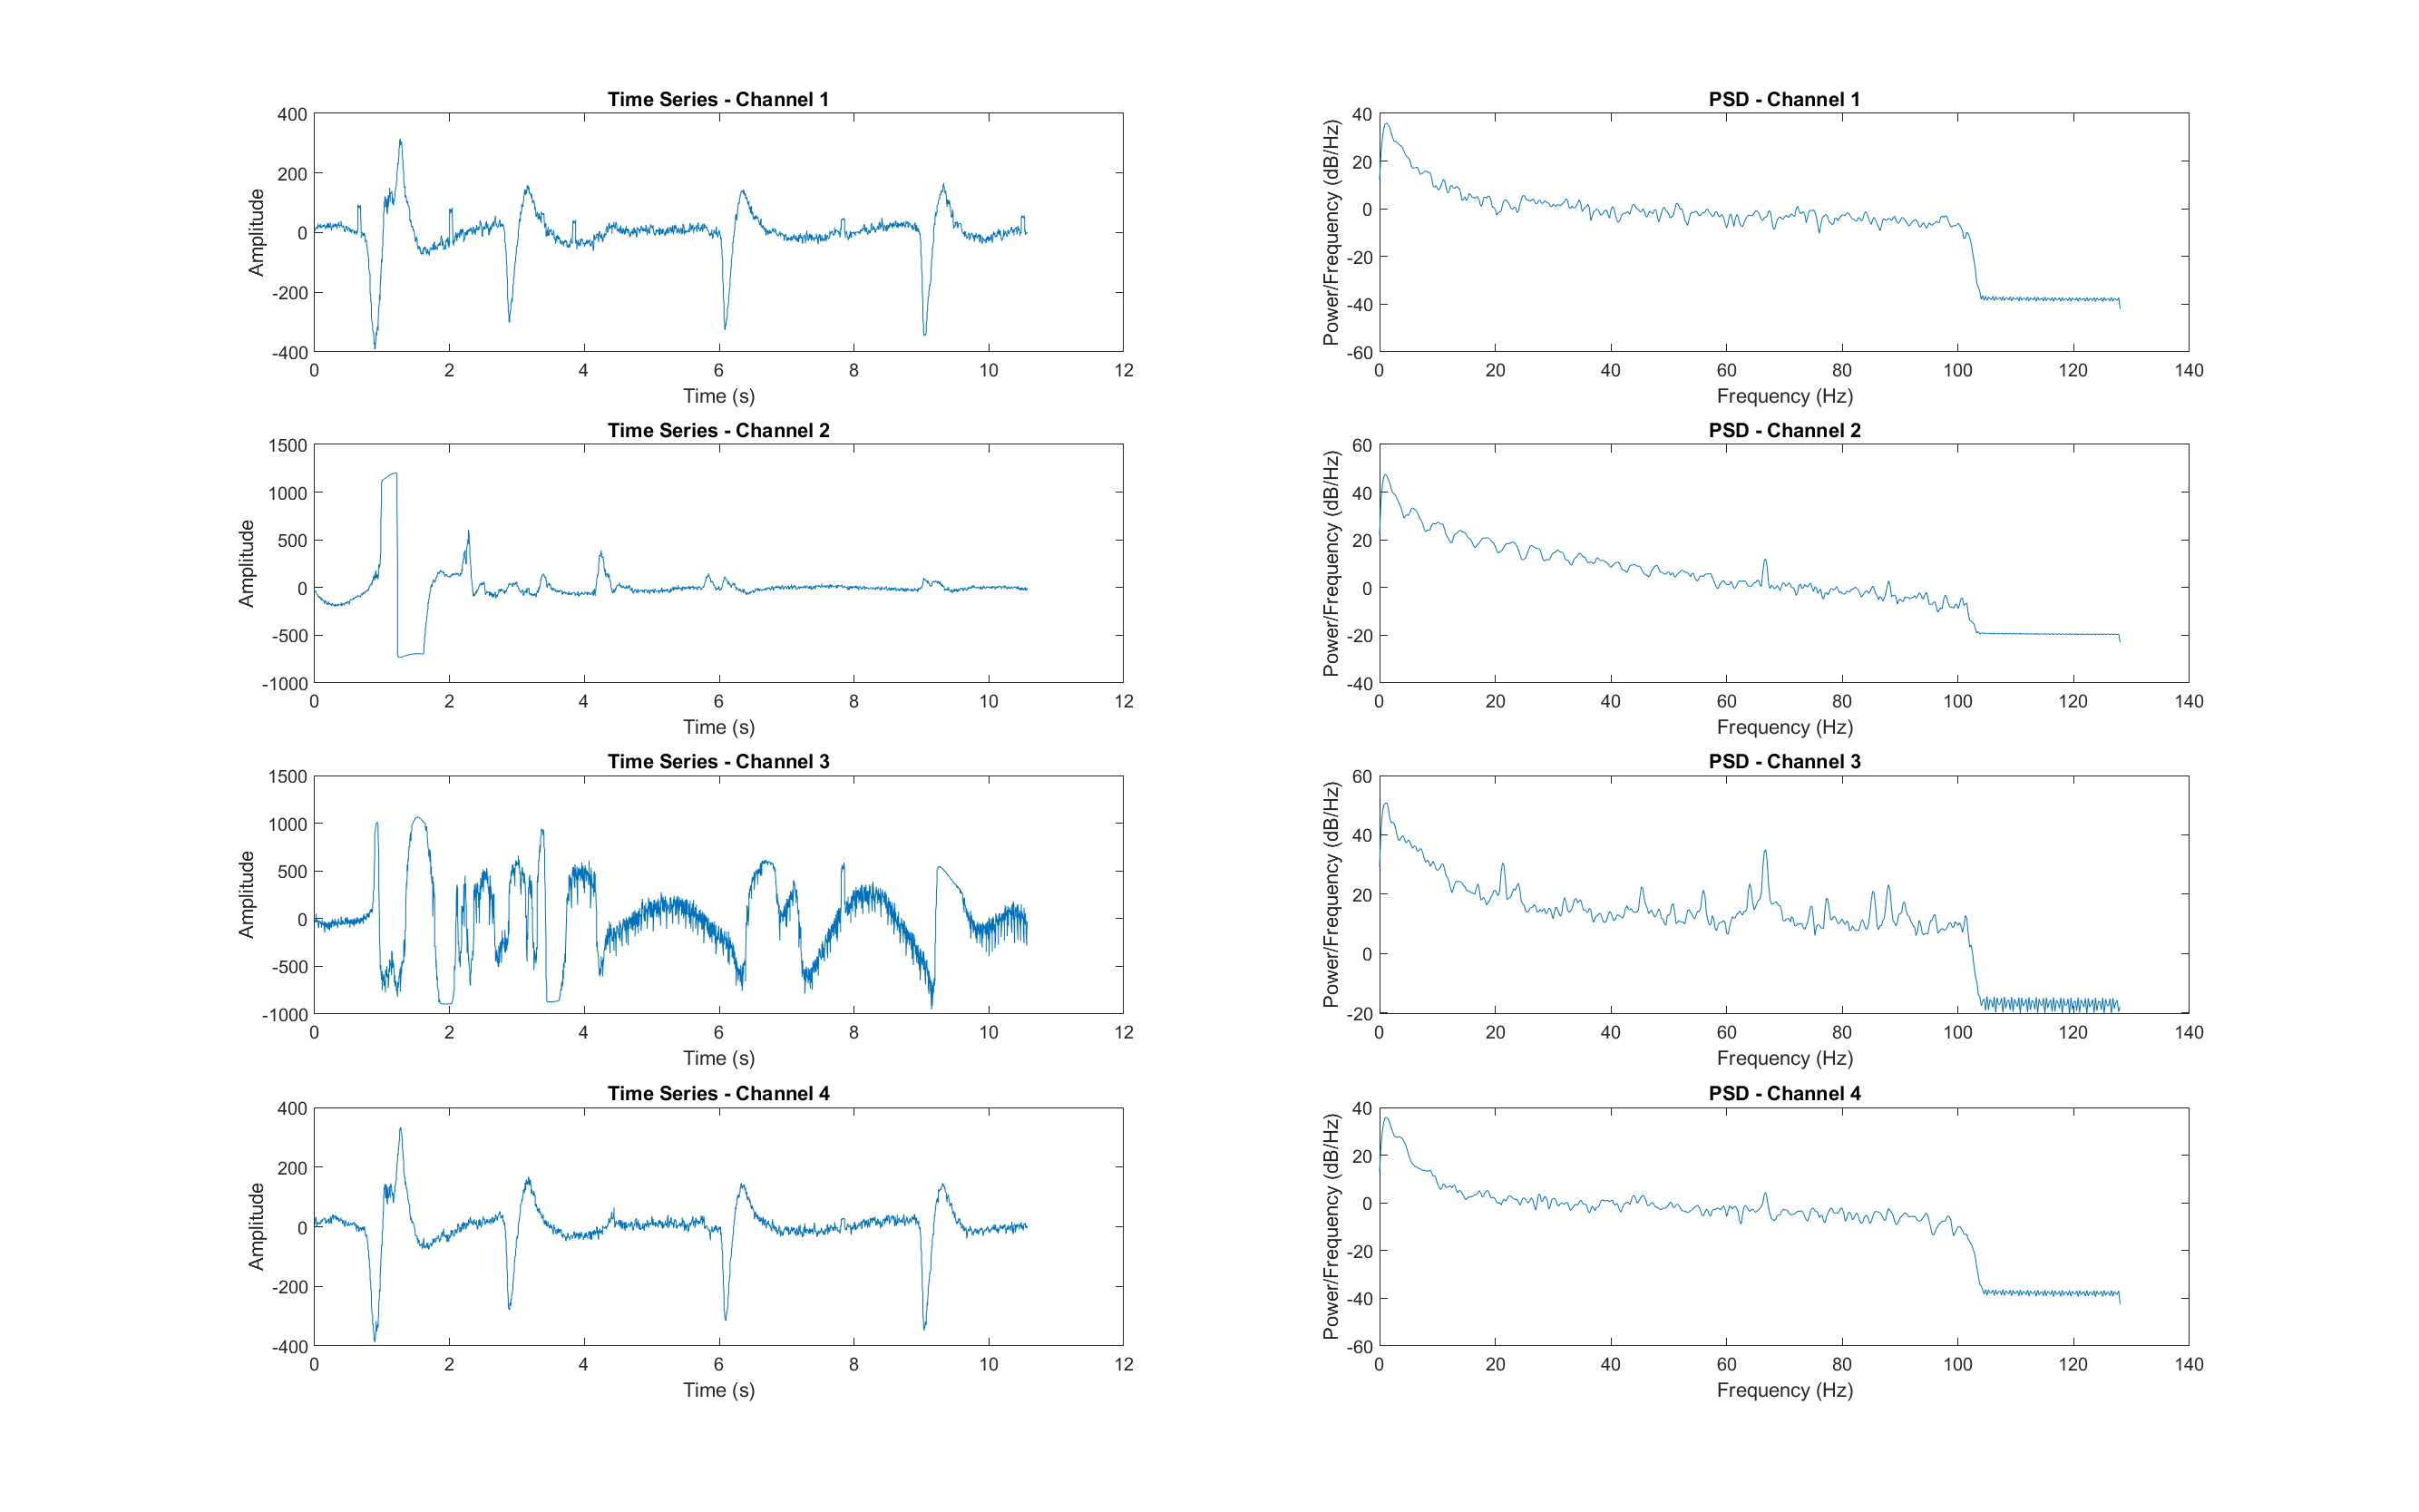 Time Series - Channel 1
Amplitude
400
200
0
-200
-400
0 2 4 6 8 10 12
Time (s)
PSD - Channel 1
Power/Frequency (dB/Hz)
40
20
0
-20
-40
-60
0 20 40 60 80 100 120 140
Frequency (Hz)
Time Series - Channel 2
Amplitude
1500
1000
500
0
-500
-1000
0 2 4 6 8 10 12
Time (s)
PSD - Channel 2
Power/Frequency (dB/Hz)
60
40
20
0
-20
-40
0 20 40 60 80 100 120 140
Frequency (Hz)
Time Series - Channel 3
Amplitude
1500
1000
500
0
-500
-1000
0 2 4 6 8 10 12
Time (s)
PSD - Channel 3
Power/Frequency (dB/Hz)
60
40
20
0
-20
0 20 40 60 80 100 120 140
Frequency (Hz)
Time Series - Channel 4
Amplitude
400
200
0
-200
-400
0 2 4 6 8 10 12
Time (s)
PSD - Channel 4
Power/Frequency (dB/Hz)
40
20
0
-20
-40
-60
0 20 40 60 80 100 120 140
Frequency (Hz)